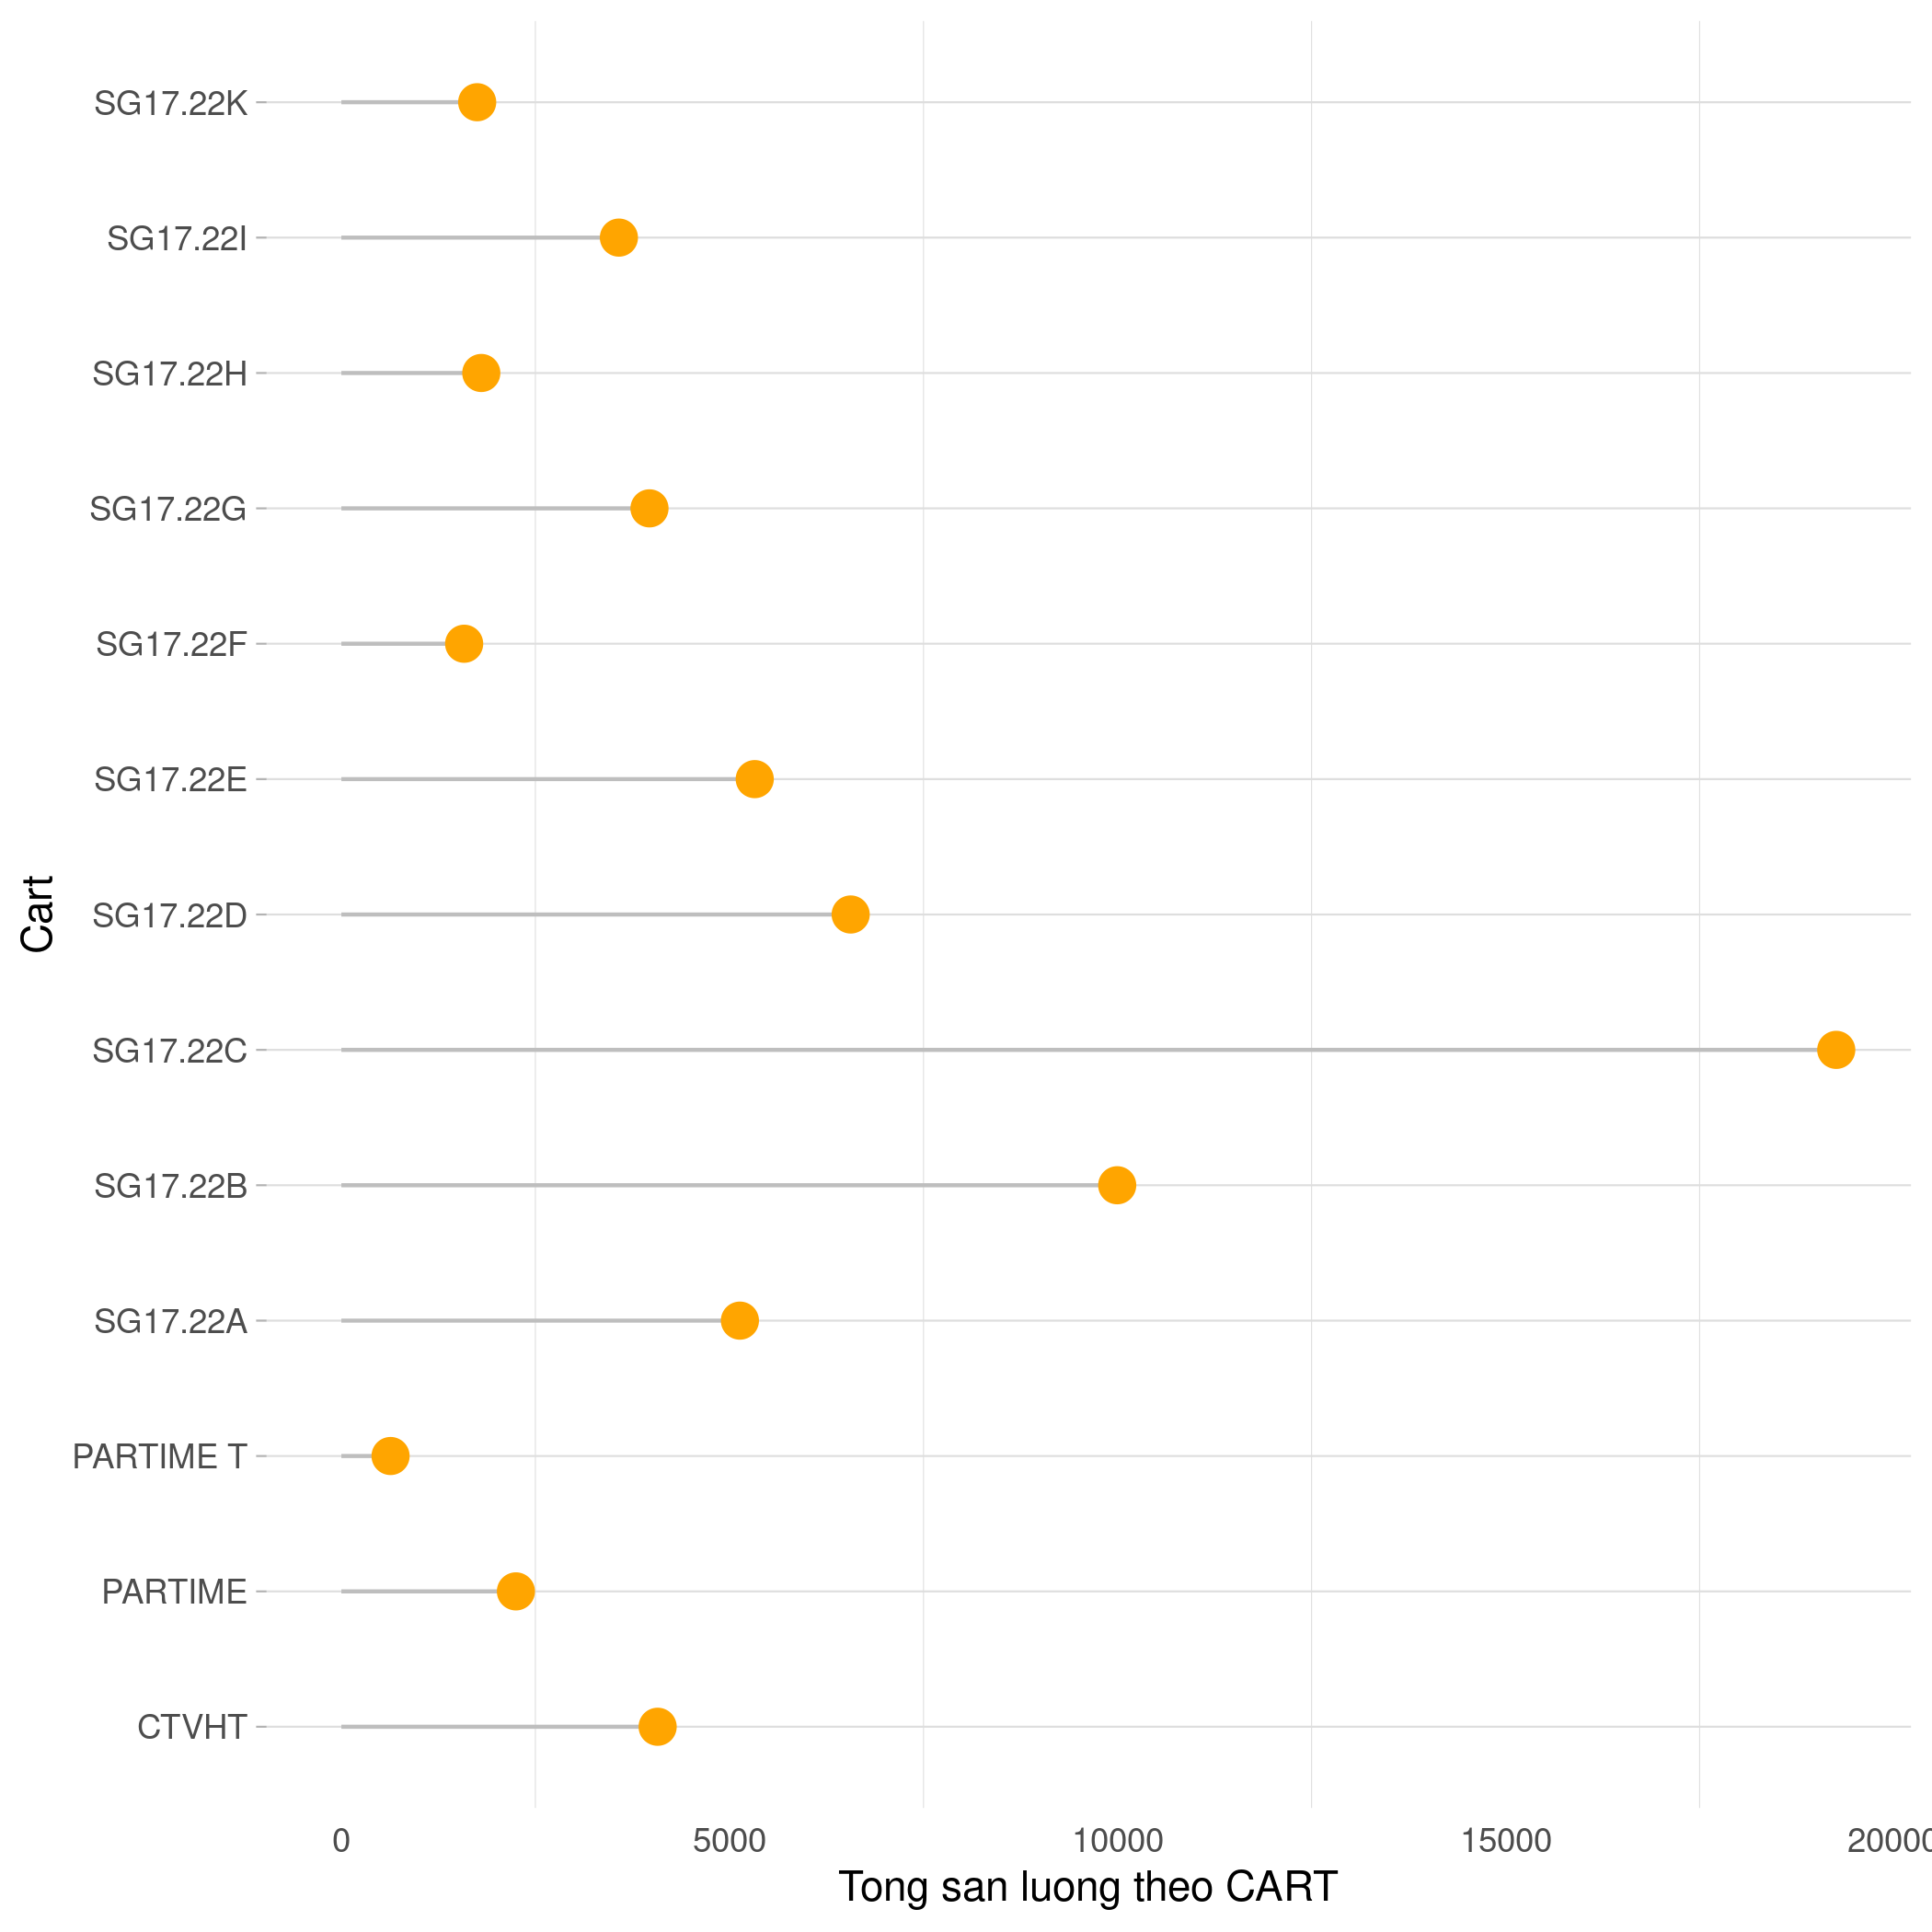 SG17.22K
SG17.22I
SG17.22H
SG17.22G
SG17.22F
SG17.22E
SG17.22D
SG17.22C
SG17.22B
SG17.22A
PARTIME T
PARTIME
CTVHT
Cart
0 5000 10000 15000 20000
Tong san luong theo CART